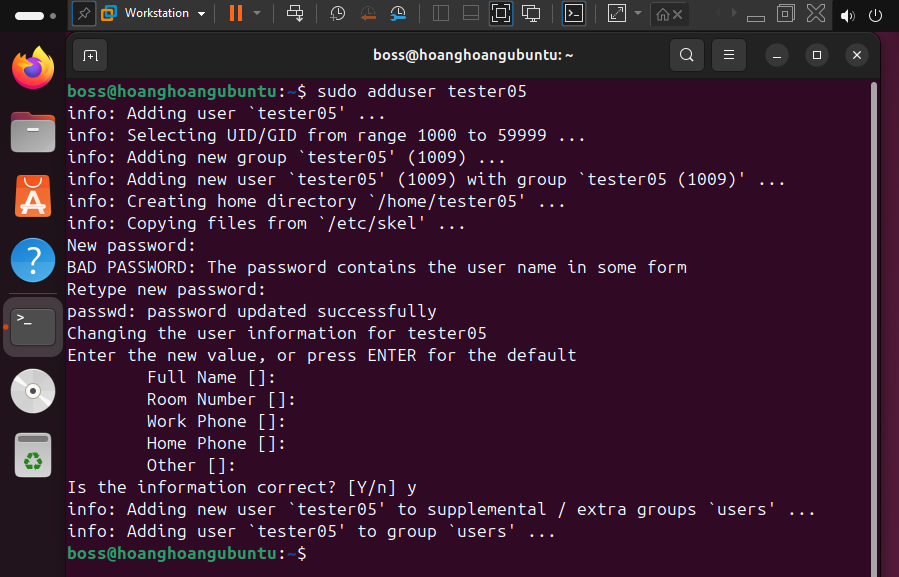 Workstation
boss@hoanghoangubuntu: ~
boss@hoanghoangubuntu:~$ sudo adduser tester05
info: Adding user `tester05' ...
info: Selecting UID/GID from range 1000 to 59999 ...
info: Adding new group `tester05' (1009) ...
info: Adding new user `tester05' (1009) with group `tester05 (1009)' ...
info: Creating home directory `/home/tester05' ...
info: Copying files from `/etc/skel' ...
New password:
BAD PASSWORD: The password contains the user name in some form
Retype new password:
passwd: password updated successfully
Changing the user information for tester05
Enter the new value, or press ENTER for the default
Full Name []:
Room Number []:
Work Phone []:
Home Phone []:
Other []:
Is the information correct? [Y/n] y
info: Adding new user `tester05' to supplemental / extra groups `users' ...
info: Adding user `tester05' to group `users' ...
boss@hoanghoangubuntu:~$